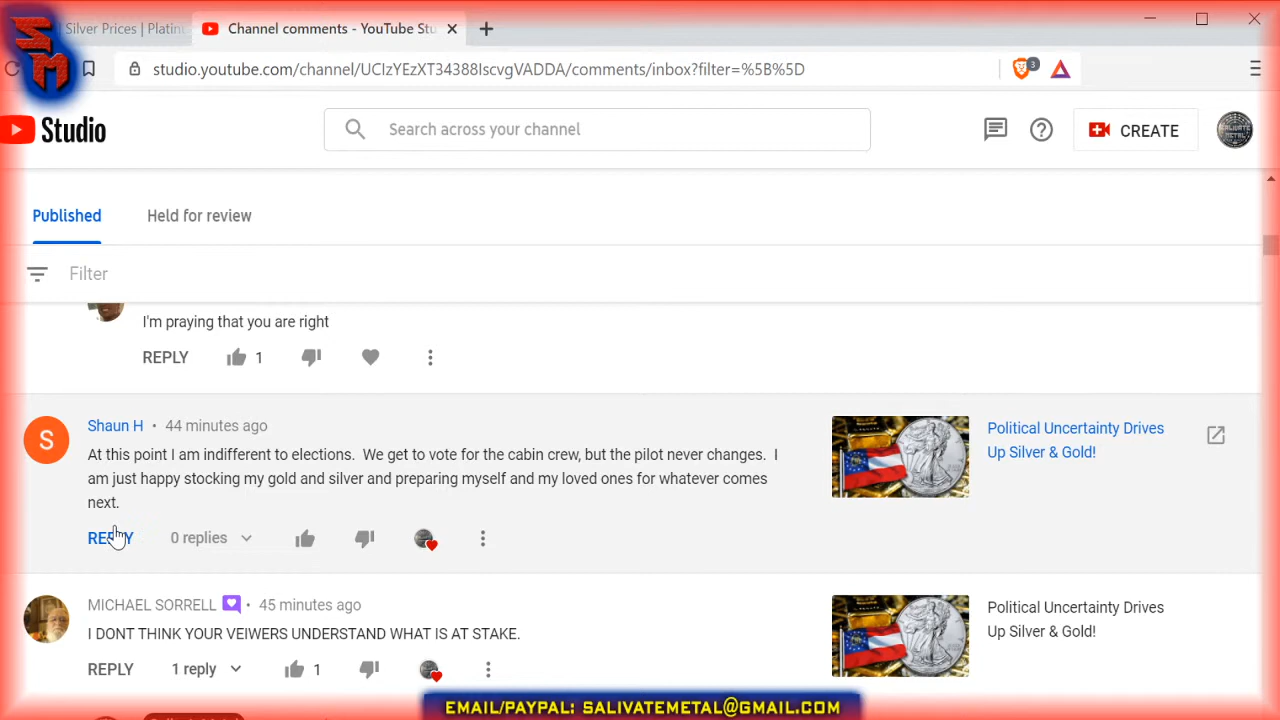 SM
Silver Prices | Platin
Channel comments - YouTube Stu
studio.youtube.com/channel/UCIzYEzXT34388IscvgVADDA/comments/inbox?filter=%5B%5D
3
Studio
Search across your channel
CREATE
Published
Held for review
Filter
I'm praying that you are right
REPLY 1
Shaun H • 44 minutes ago
At this point I am indifferent to elections. We get to vote for the cabin crew, but the pilot never changes. I
am just happy stocking my gold and silver and preparing myself and my loved ones for whatever comes
next.
Political Uncertainty Drives
Up Silver & Gold!
S
REPLY 0 replies
MICHAEL SORRELL • 45 minutes ago
I DONT THINK YOUR VEIWERS UNDERSTAND WHAT IS AT STAKE.
Political Uncertainty Drives
Up Silver & Gold!
REPLY 1 reply 1
EMAIL/PAYPAL: SALIVATEMETAL@GMAIL.COM